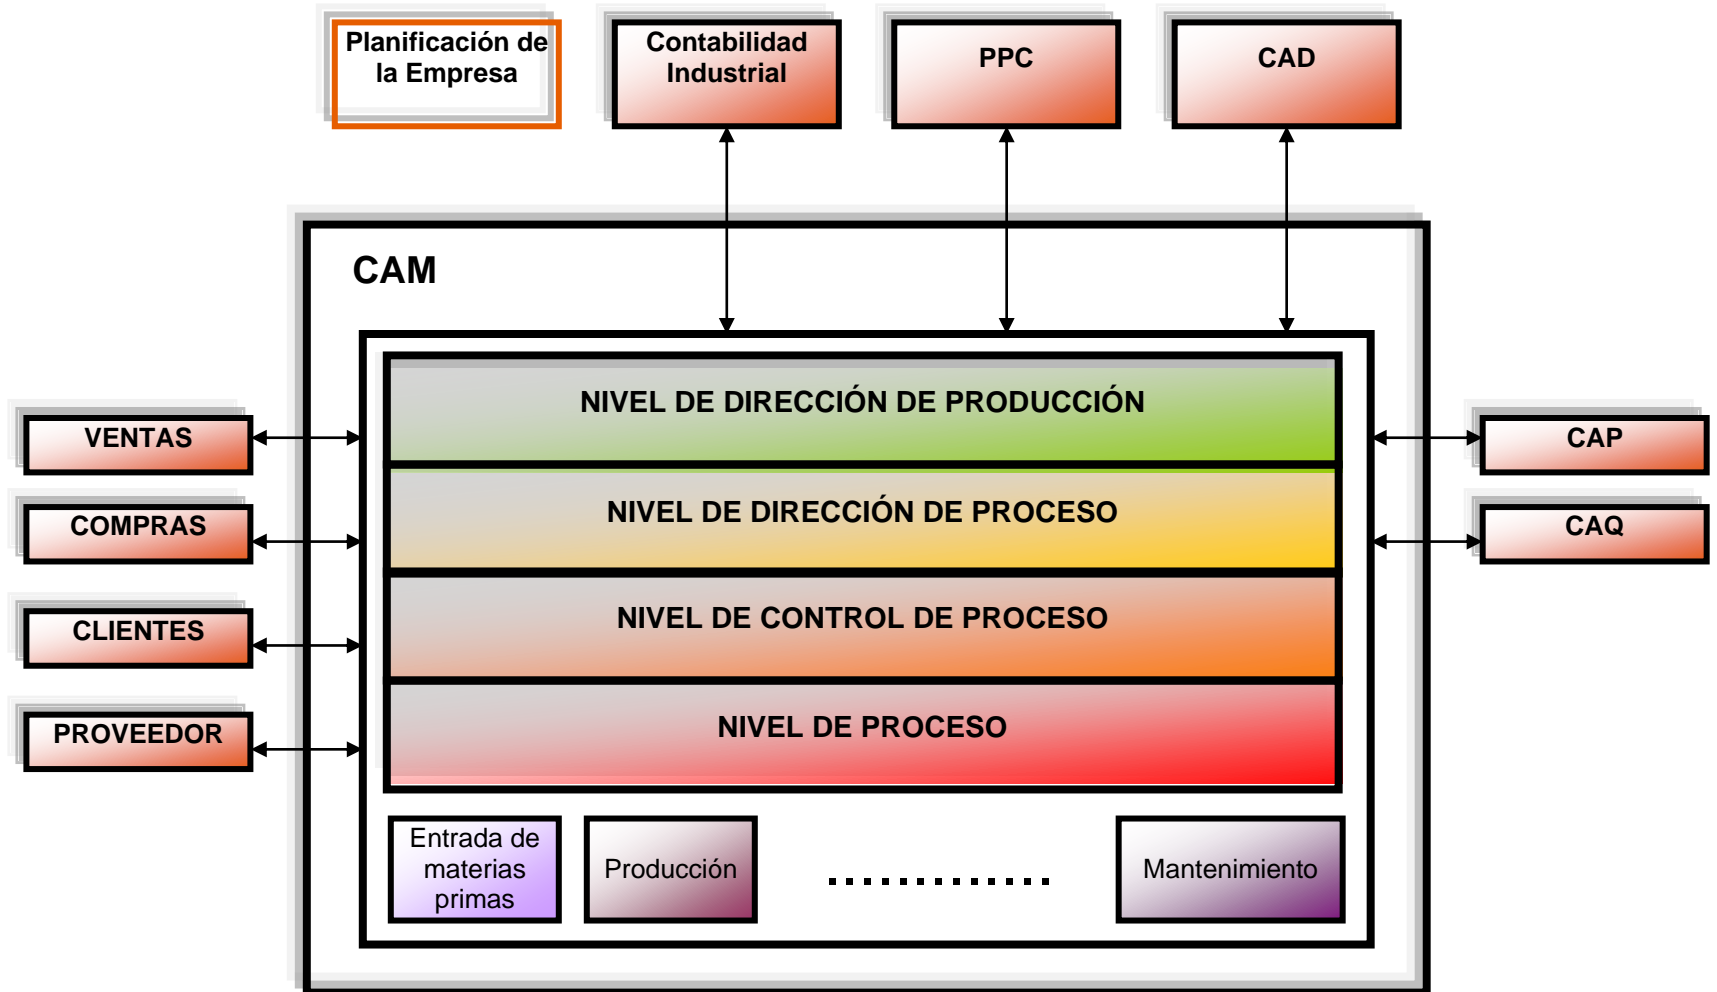 Planificación de
la Empresa
Contabilidad
Industrial
PPC
CAD
CAM
NIVEL DE DIRECCIÓN DE PRODUCCIÓN
NIVEL DE DIRECCIÓN DE PROCESO
NIVEL DE CONTROL DE PROCESO
NIVEL DE PROCESO
VENTAS
COMPRAS
CLIENTES
PROVEEDOR
CAP
CAQ
Entrada de
materias
primas
Producción
Mantenimiento